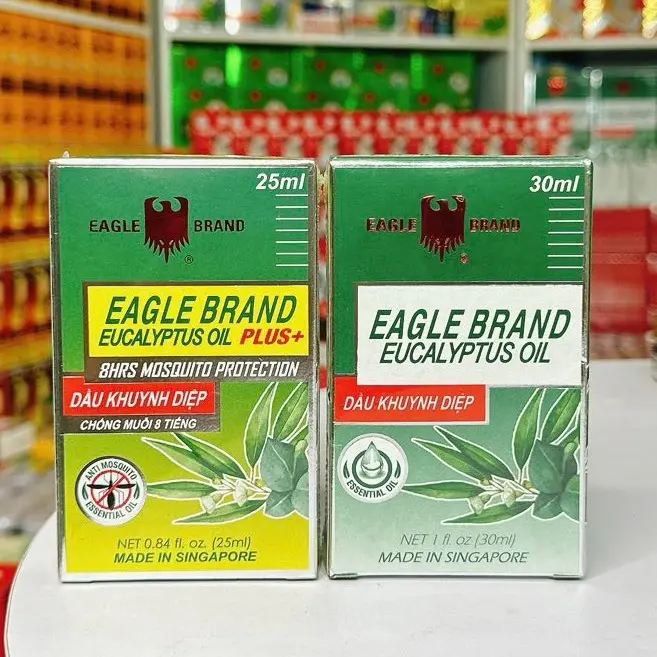 25ml
EAGLE BRAND
®
EAGLE BRAND
EUCALYPTUS OIL PLUS+
8HRS MOSQUITO PROTECTION
DẦU KHUYNH DIỆP
CHỐNG MUỖI 8 TIẾNG
ANTI MOSQUITO
ESSENTIAL OIL
NET 0.84 fl. oz. (25ml)
MADE IN SINGAPORE
30ml
EAGLE BRAND
®
EAGLE BRAND
EUCALYPTUS OIL
DẦU KHUYNH DIỆP
ESSENTIAL OIL
NET 1 fl. oz (30ml)
MADE IN SINGAPORE